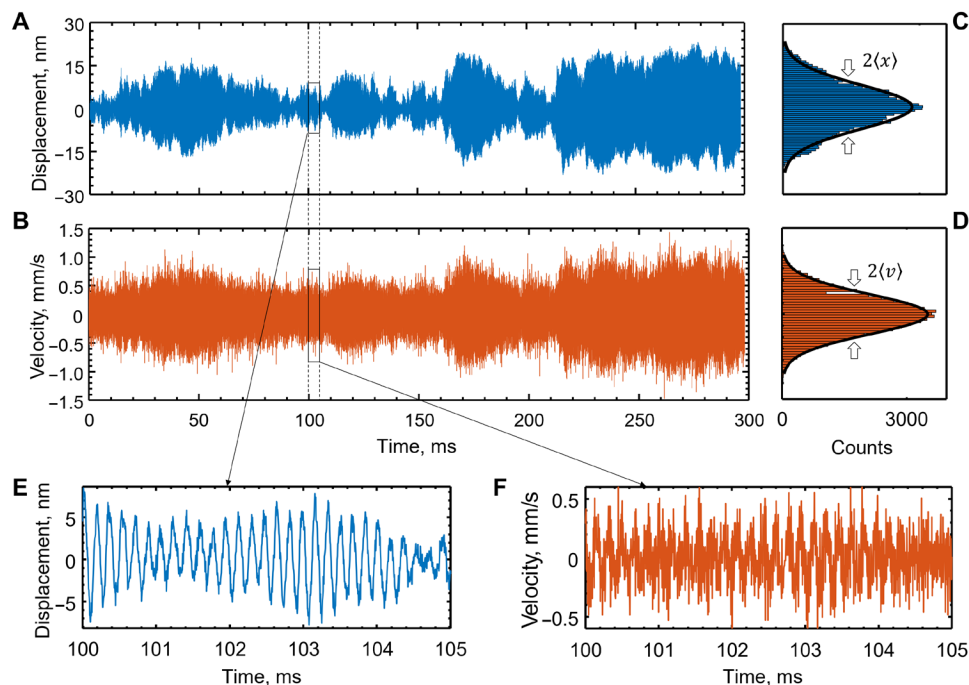 A
Displacement, nm
30
15
0
−15
−30
C
2⟨x⟩
B
Velocity, mm/s
1.5
1.0
0.5
0
−0.5
−1.0
−1.5
0 50 100 150 200 250 300
Time, ms
D
2⟨v⟩
0 3000
Counts
E
Displacement, nm
5
0
−5
100 101 102 103 104 105
Time, ms
F
Velocity, mm/s
0.5
0
−0.5
100 101 102 103 104 105
Time, ms